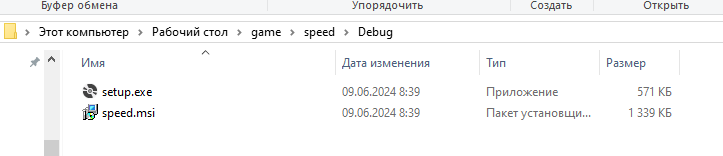 Буфер обмена Упорядочить Создать Открыть
Этот компьютер Рабочий стол game speed Debug
Имя Дата изменения Тип Размер
setup.exe 09.06.2024 8:39 Приложение 571 КБ
speed.msi 09.06.2024 8:39 Пакет установщи... 1 339 КБ